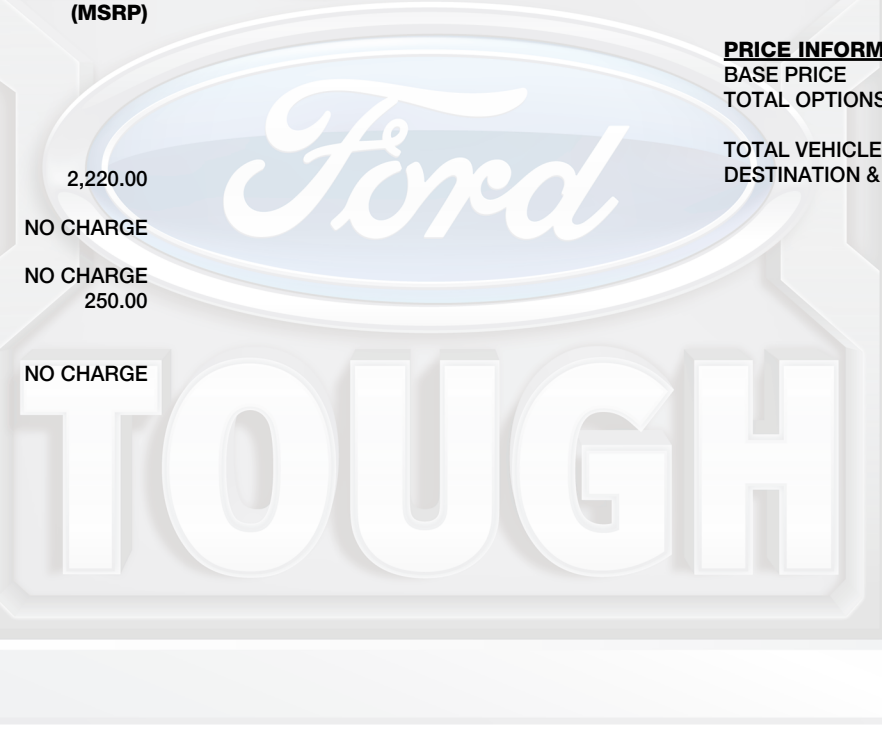 (MSRP)
2,220.00
NO CHARGE
NO CHARGE
250.00
NO CHARGE
PRICE INFORM
BASE PRICE
TOTAL OPTIONS
TOTAL VEHICLE
DESTINATION &
Ford
TOUGH